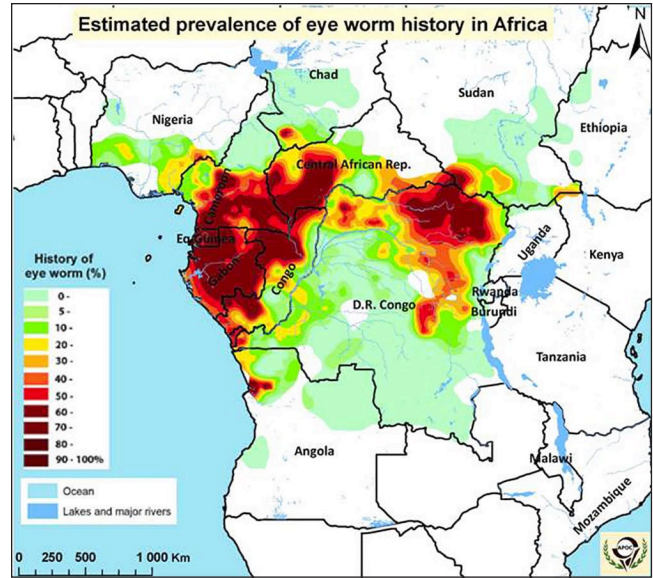 Estimated prevalence of eye worm history in Africa
N
Chad
Sudan
Nigeria
Ethiopia
Central African Rep.
Cameroon
Eq. Guinea
Uganda
Kenya
Gabon
Congo
D.R. Congo
Rwanda
Burundi
Tanzania
Angola
Malawi
Mozambique
History of
eye worm (%)
0 -
5 -
10 -
20 -
30 -
40 -
50 -
60 -
70 -
80 -
90 - 100%
Ocean
Lakes and major rivers
0 250 500 1 000 Km
APOC